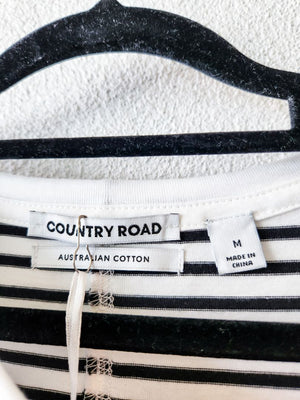 COUNTRY ROAD
AUSTRALIAN COTTON
M
MADE IN
CHINA